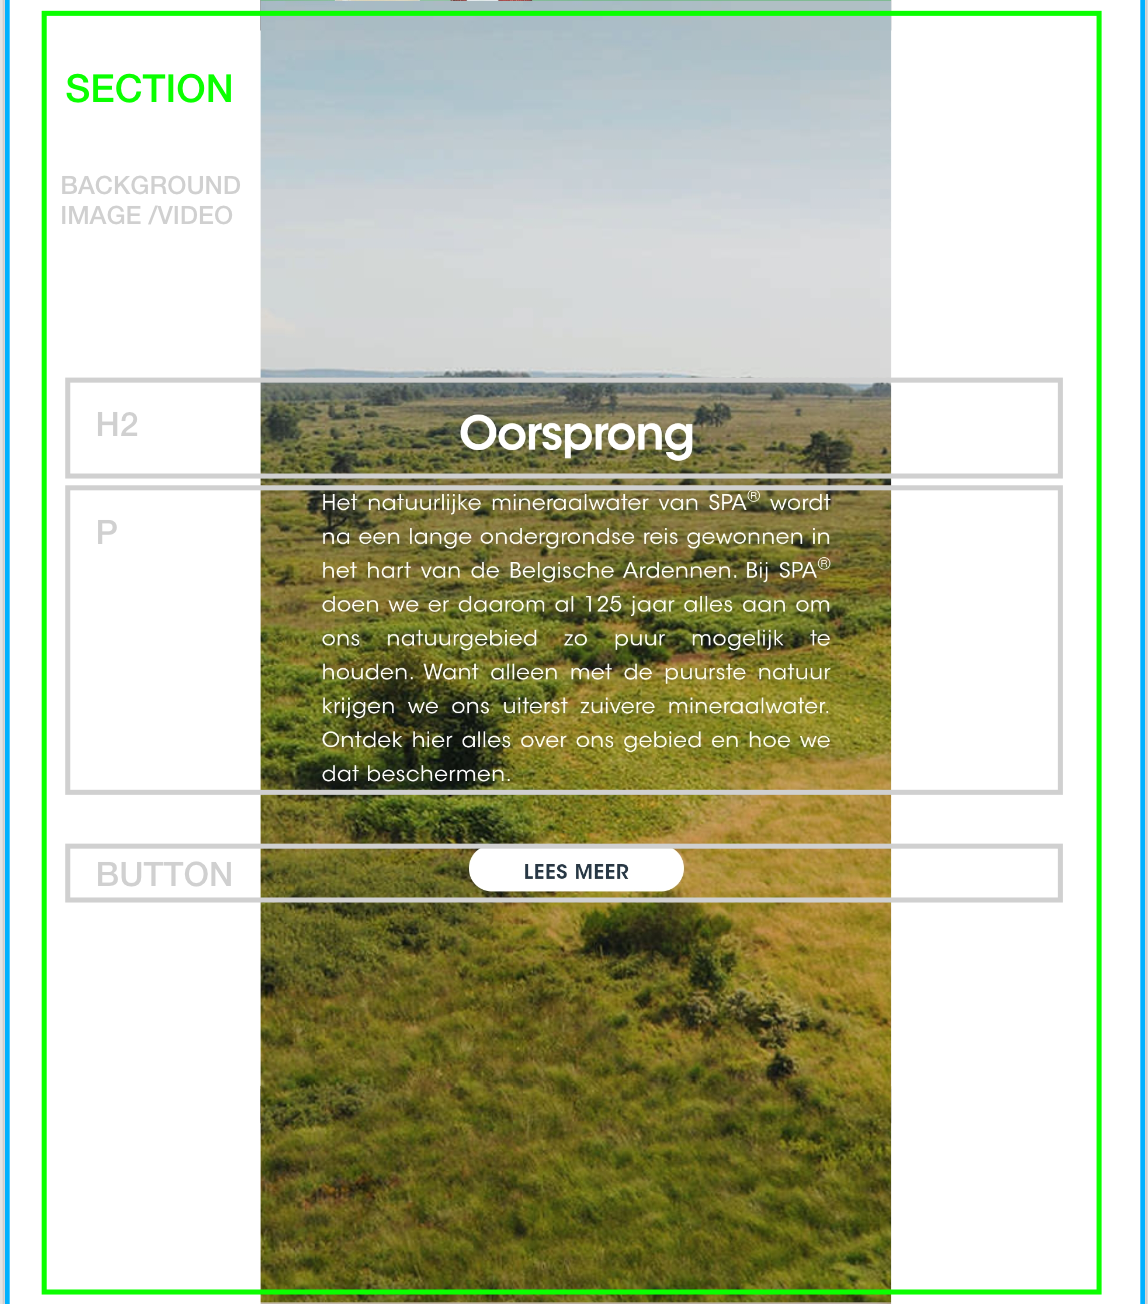 SECTION
BACKGROUND
IMAGE /VIDEO
H2
Oorsprong
P
Het natuurlijke mineraalwater van SPA® wordt
na een lange ondergrondse reis gewonnen in
het hart van de Belgische Ardennen. Bij SPA®
doen we er daarom al 125 jaar alles aan om
ons natuurgebied zo puur mogelijk te
houden. Want alleen met de puurste natuur
krijgen we ons uiterst zuivere mineraalwater.
Ontdek hier alles over ons gebied en hoe we
dat beschermen.
BUTTON
LEES MEER